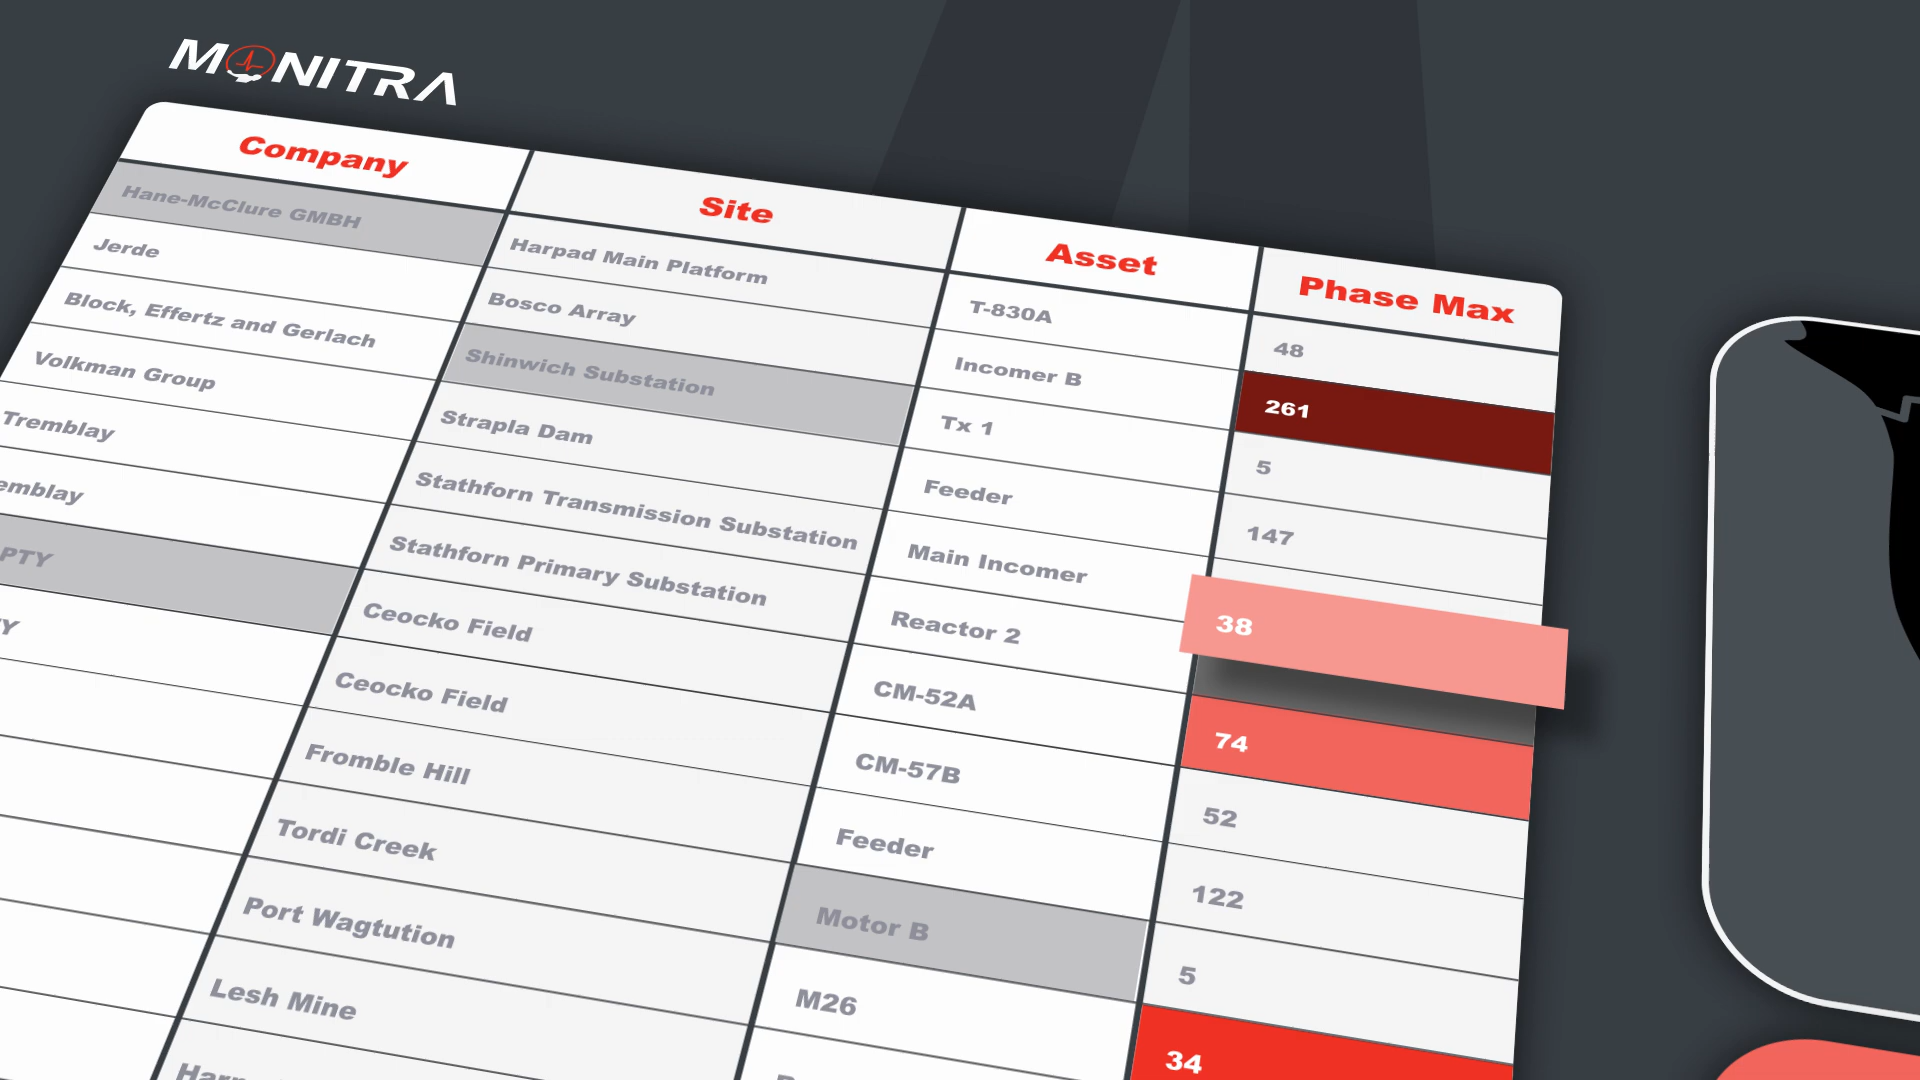 MONITRA
Company Site Asset Phase Max
Hane-McClure GMBH Harpad Main Platform T-830A 48
Jerde Bosco Array Incomer B 261
Block, Effertz and Gerlach Shinwich Substation Tx 1 5
Volkman Group Strapla Dam Feeder 147
Tremblay Stathforn Transmission Substation Main Incomer
emblay Stathforn Primary Substation Reactor 2 38
PTY Ceocko Field CM-52A 74
Y Ceocko Field CM-57B 52
Fromble Hill Feeder 122
Tordi Creek Motor B 5
Port Wagtution M26 34
Lesh Mine